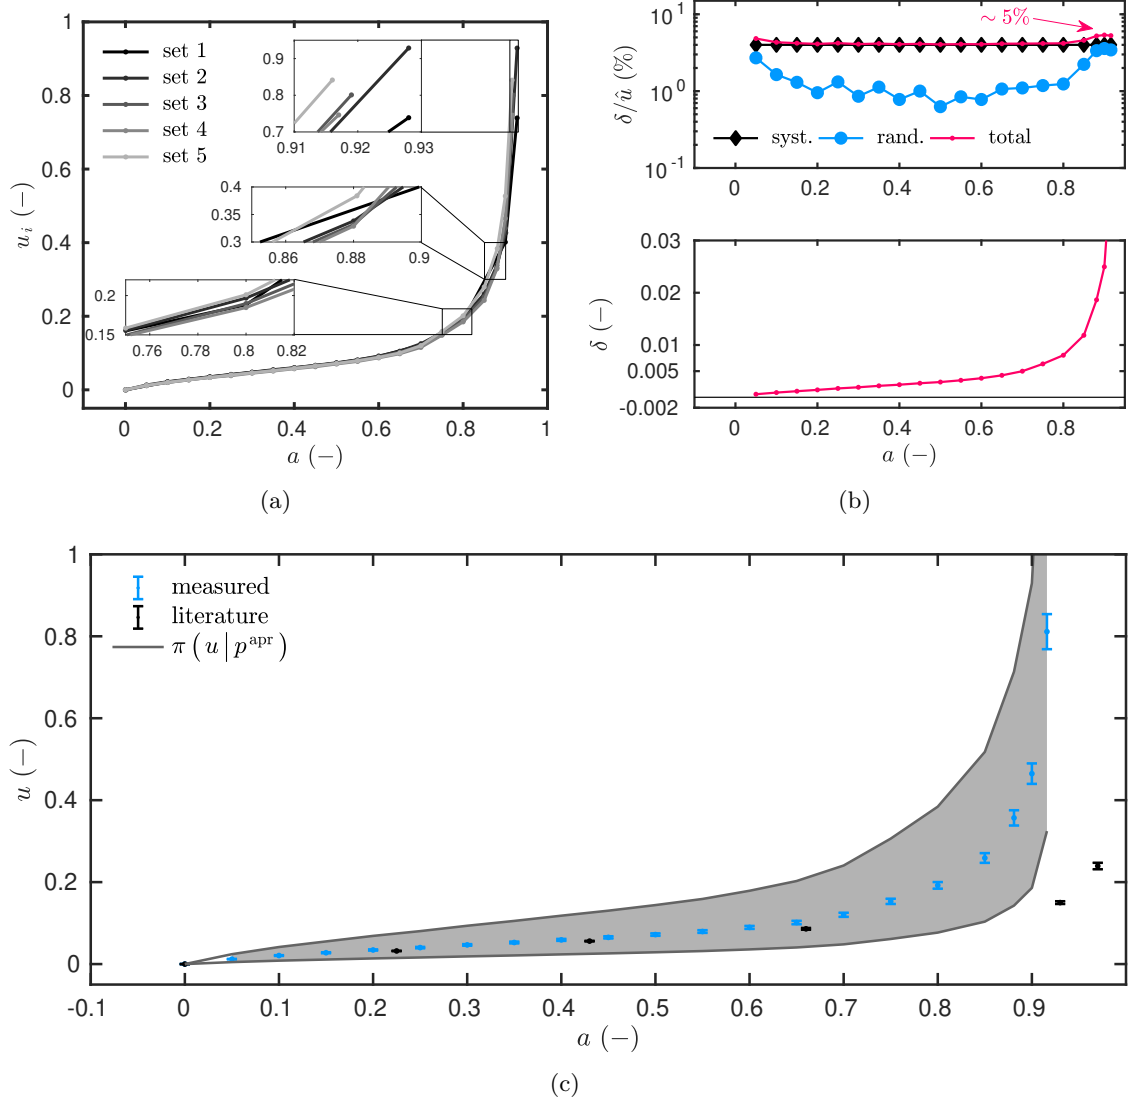 1
0.8
0.6
0.4
0.2
0
u_i (−)
set 1
set 2
set 3
set 4
set 5
0.9
0.8
0.7
0.91 0.92 0.93
0.4
0.35
0.3
0.86 0.88 0.9
0.2
0.15
0.76 0.78 0.8 0.82
0 0.2 0.4 0.6 0.8 1
a (−)
(a)
10^1
10^0
10^-1
δ/û (%)
∼ 5%
syst. rand. total
0 0.2 0.4 0.6 0.8
0.03
0.02
0.01
0.005
-0.002
δ (−)
0 0.2 0.4 0.6 0.8
a (−)
(b)
1
0.8
0.6
0.4
0.2
0
u (−)
measured
literature
π ( u | p^apr )
-0.1 0 0.1 0.2 0.3 0.4 0.5 0.6 0.7 0.8 0.9
a (−)
(c)